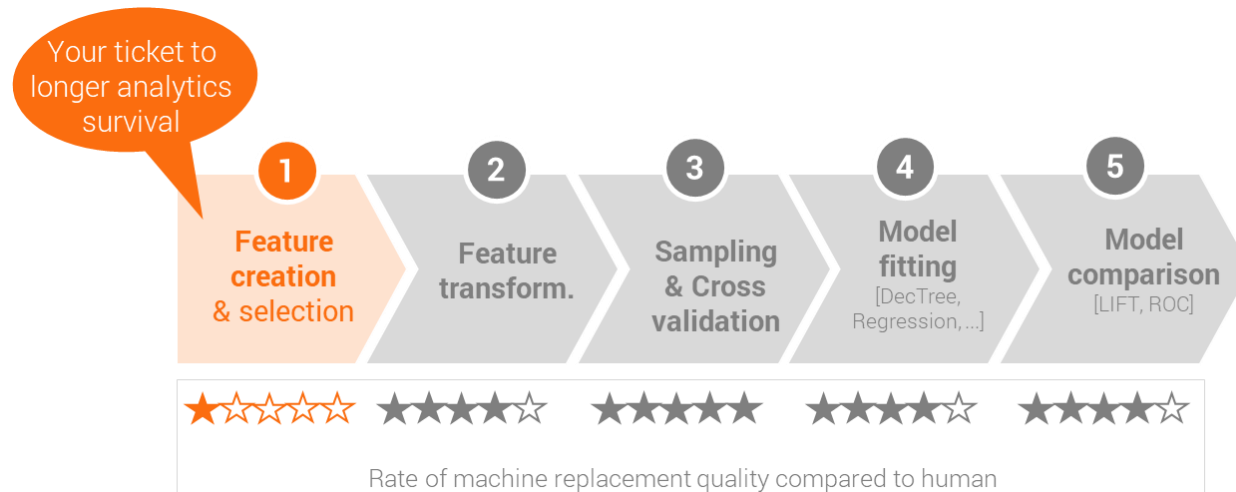 Your ticket to
longer analytics
survival
1
Feature
creation
& selection
2
Feature
transform.
3
Sampling
& Cross
validation
4
Model
fitting
[DecTree,
Regression, ...]
5
Model
comparison
[LIFT, ROC]
Rate of machine replacement quality compared to human